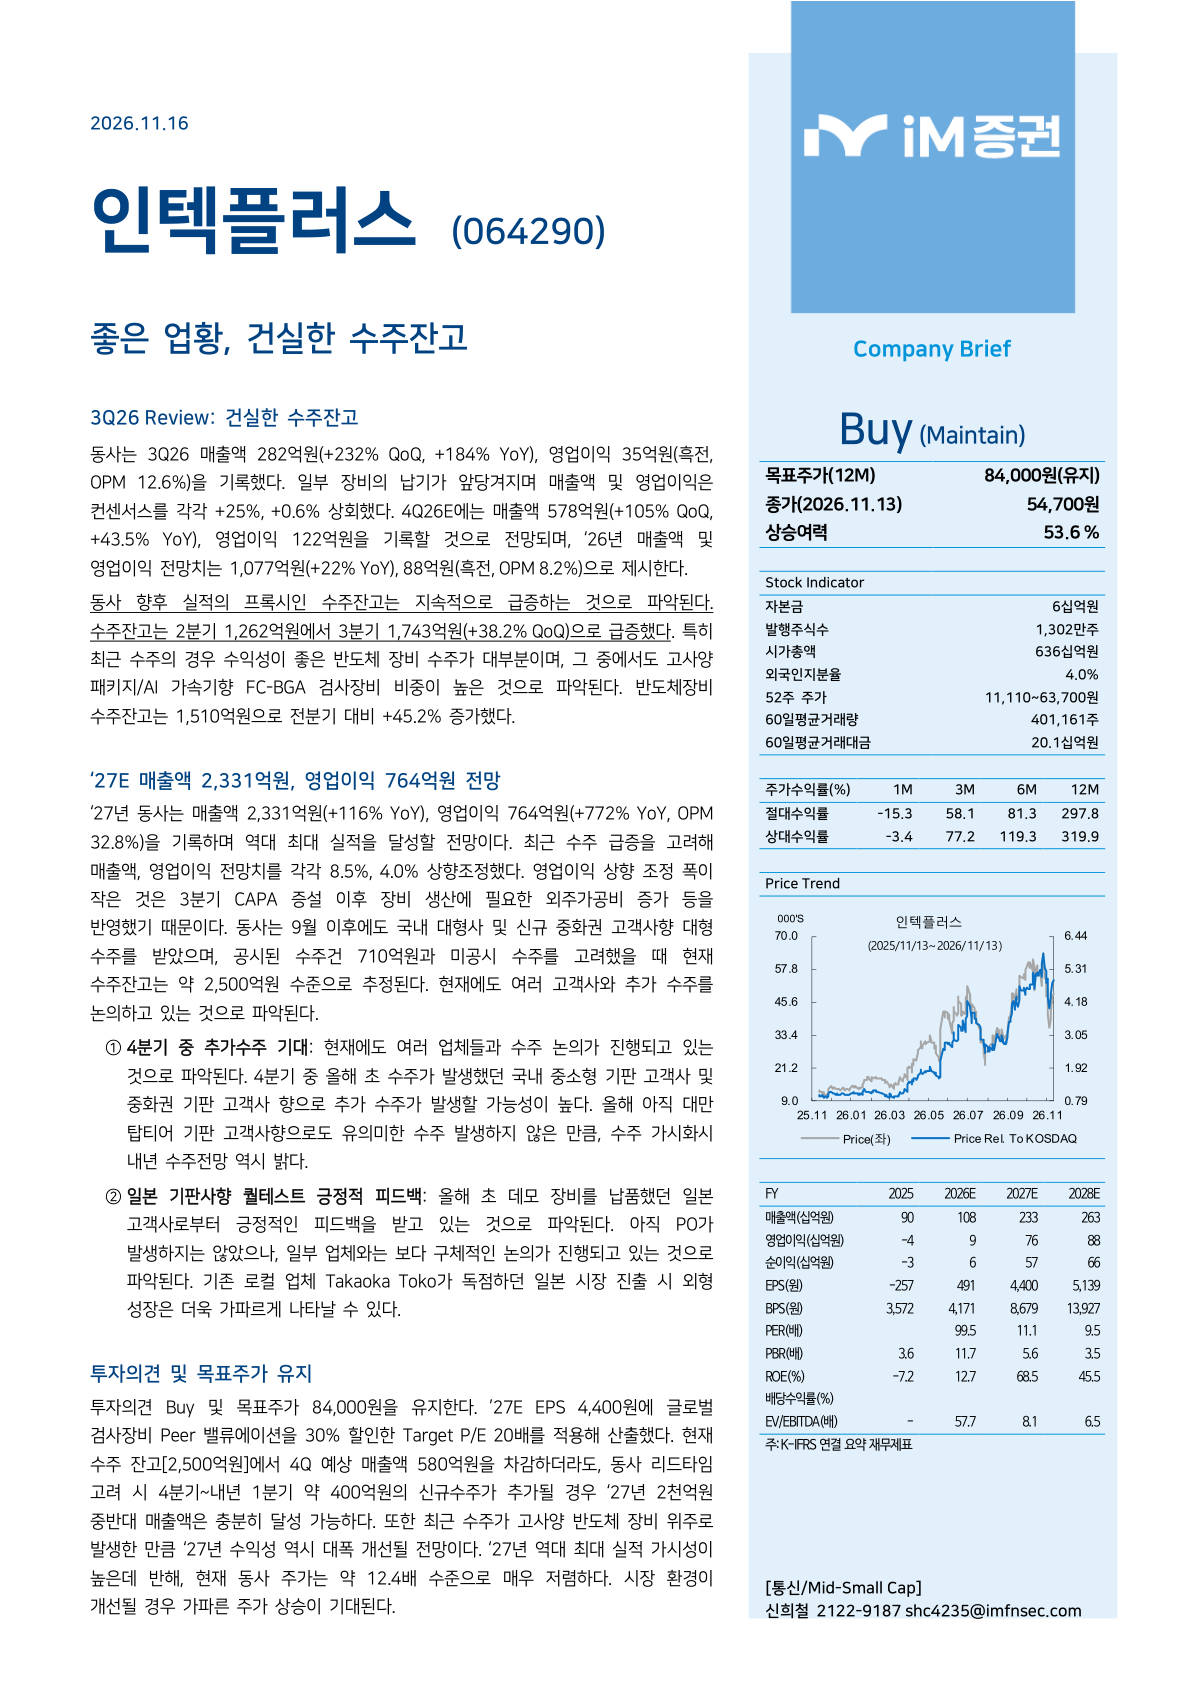 2026.11.16
인텍플러스 (064290)
좋은 업황, 건실한 수주잔고
3Q26 Review: 건실한 수주잔고
동사는 3Q26 매출액 282억원(+232% QoQ, +184% YoY), 영업이익 35억원(흑전,
OPM 12.6%)을 기록했다. 일부 장비의 납기가 앞당겨지며 매출액 및 영업이익은
컨센서스를 각각 +25%, +0.6% 상회했다. 4Q26E에는 매출액 578억원(+105% QoQ,
+43.5% YoY), 영업이익 122억원을 기록할 것으로 전망되며, ‘26년 매출액 및
영업이익 전망치는 1,077억원(+22% YoY), 88억원(흑전, OPM 8.2%)으로 제시한다.
동사 향후 실적의 프록시인 수주잔고는 지속적으로 급증하는 것으로 파악된다.
수주잔고는 2분기 1,262억원에서 3분기 1,743억원(+38.2% QoQ)으로 급증했다. 특히
최근 수주의 경우 수익성이 좋은 반도체 장비 수주가 대부분이며, 그 중에서도 고사양
패키지/AI 가속기향 FC-BGA 검사장비 비중이 높은 것으로 파악된다. 반도체장비
수주잔고는 1,510억원으로 전분기 대비 +45.2% 증가했다.
‘27E 매출액 2,331억원, 영업이익 764억원 전망
‘27년 동사는 매출액 2,331억원(+116% YoY), 영업이익 764억원(+772% YoY, OPM
32.8%)을 기록하며 역대 최대 실적을 달성할 전망이다. 최근 수주 급증을 고려해
매출액, 영업이익 전망치를 각각 8.5%, 4.0% 상향조정했다. 영업이익 상향 조정 폭이
작은 것은 3분기 CAPA 증설 이후 장비 생산에 필요한 외주가공비 증가 등을
반영했기 때문이다. 동사는 9월 이후에도 국내 대형사 및 신규 중화권 고객사향 대형
수주를 받았으며, 공시된 수주건 710억원과 미공시 수주를 고려했을 때 현재
수주잔고는 약 2,500억원 수준으로 추정된다. 현재에도 여러 고객사와 추가 수주를
논의하고 있는 것으로 파악된다.
① 4분기 중 추가수주 기대: 현재에도 여러 업체들과 수주 논의가 진행되고 있는
것으로 파악된다. 4분기 중 올해 초 수주가 발생했던 국내 중소형 기판 고객사 및
중화권 기판 고객사 향으로 추가 수주가 발생할 가능성이 높다. 올해 아직 대만
탑티어 기판 고객사향으로도 유의미한 수주 발생하지 않은 만큼, 수주 가시화시
내년 수주전망 역시 밝다.
② 일본 기판사향 퀄테스트 긍정적 피드백: 올해 초 데모 장비를 납품했던 일본
고객사로부터 긍정적인 피드백을 받고 있는 것으로 파악된다. 아직 PO가
발생하지는 않았으나, 일부 업체와는 보다 구체적인 논의가 진행되고 있는 것으로
파악된다. 기존 로컬 업체 Takaoka Toko가 독점하던 일본 시장 진출 시 외형
성장은 더욱 가파르게 나타날 수 있다.
투자의견 및 목표주가 유지
투자의견 Buy 및 목표주가 84,000원을 유지한다. ’27E EPS 4,400원에 글로벌
검사장비 Peer 밸류에이션을 30% 할인한 Target P/E 20배를 적용해 산출했다. 현재
수주 잔고[2,500억원]에서 4Q 예상 매출액 580억원을 차감하더라도, 동사 리드타임
고려 시 4분기~내년 1분기 약 400억원의 신규수주가 추가될 경우 ‘27년 2천억원
중반대 매출액은 충분히 달성 가능하다. 또한 최근 수주가 고사양 반도체 장비 위주로
발생한 만큼 ‘27년 수익성 역시 대폭 개선될 전망이다. ‘27년 역대 최대 실적 가시성이
높은데 반해, 현재 동사 주가는 약 12.4배 수준으로 매우 저렴하다. 시장 환경이
개선될 경우 가파른 주가 상승이 기대된다.
iM증권
Company Brief
Buy (Maintain)
목표주가(12M) 84,000원(유지)
종가(2026.11.13) 54,700원
상승여력 53.6 %
Stock Indicator
자본금 6십억원
발행주식수 1,302만주
시가총액 636십억원
외국인지분율 4.0%
52주 주가 11,110~63,700원
60일평균거래량 401,161주
60일평균거래대금 20.1십억원
주가수익률(%) 1M 3M 6M 12M
절대수익률 -15.3 58.1 81.3 297.8
상대수익률 -3.4 77.2 119.3 319.9
Price Trend
000'S 인텍플러스
(2025/11/13~2026/11/13)
70.0 6.44
57.8 5.31
45.6 4.18
33.4 3.05
21.2 1.92
9.0 0.79
25.11 26.01 26.03 26.05 26.07 26.09 26.11
Price(좌) Price Rel. To KOSDAQ
FY 2025 2026E 2027E 2028E
매출액(십억원) 90 108 233 263
영업이익(십억원) -4 9 76 88
순이익(십억원) -3 6 57 66
EPS(원) -257 491 4,400 5,139
BPS(원) 3,572 4,171 8,679 13,927
PER(배) 99.5 11.1 9.5
PBR(배) 3.6 11.7 5.6 3.5
ROE(%) -7.2 12.7 68.5 45.5
배당수익률(%)
EV/EBITDA(배) - 57.7 8.1 6.5
주: K-IFRS 연결 요약 재무제표
[통신/Mid-Small Cap]
신희철 2122-9187 shc4235@imfnsec.com